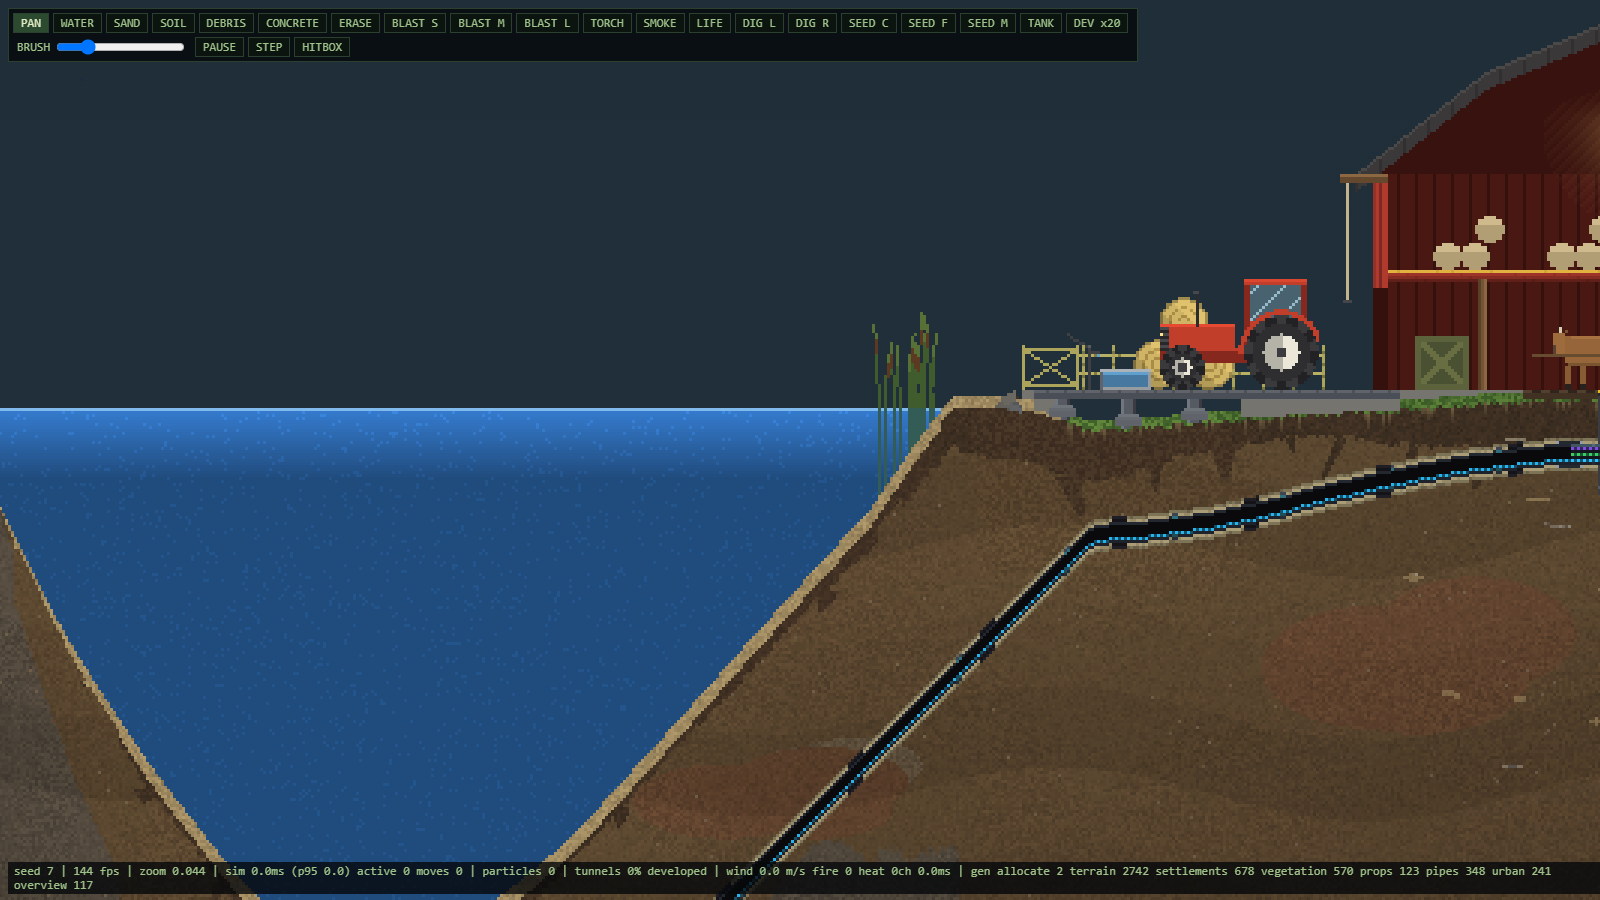 PAN WATER SAND SOIL DEBRIS CONCRETE ERASE BLAST S BLAST M BLAST L TORCH SMOKE LIFE DIG L DIG R SEED C SEED F SEED M TANK DEV x20
BRUSH PAUSE STEP HITBOX
seed 7 | 144 fps | zoom 0.044 | sim 0.0ms (p95 0.0) active 0 moves 0 | particles 0 | tunnels 0% developed | wind 0.0 m/s fire 0 heat 0ch 0.0ms | gen allocate 2 terrain 2742 settlements 678 vegetation 570 props 123 pipes 348 urban 241
overview 117